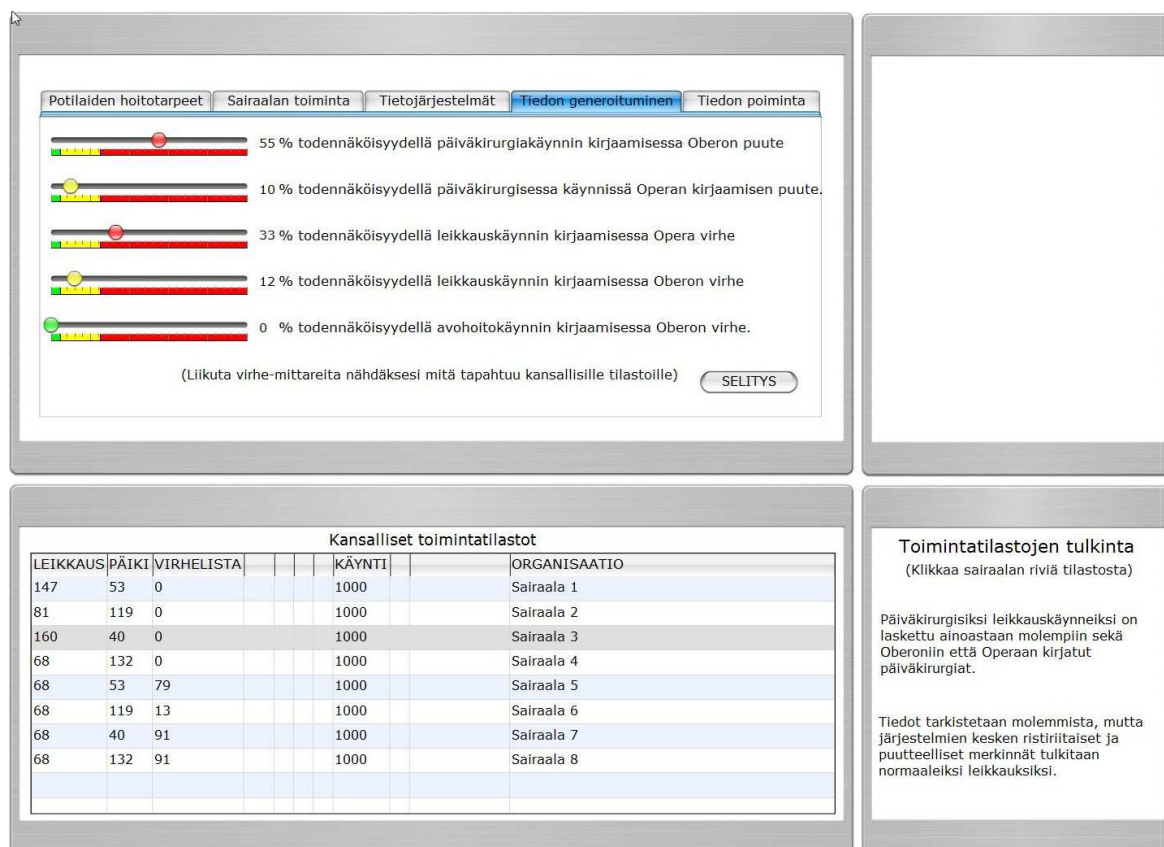 Potilaiden hoitotarpeet Sairaalan toiminta Tietojärjestelmät Tiedon generoituminen Tiedon poiminta
55 % todennäköisyydellä päiväkirurgiakäynnin kirjaamisessa Oberon puute
10 % todennäköisyydellä päiväkirurgisessa käynnissä Operan kirjaamisen puute.
33 % todennäköisyydellä leikkauskäynnin kirjaamisessa Opera virhe
12 % todennäköisyydellä leikkauskäynnin kirjaamisessa Oberon virhe
0 % todennäköisyydellä avohoitokäynnin kirjaamisessa Oberon virhe.
(Liikuta virhe-mittareita nähdäksesi mitä tapahtuu kansallisille tilastoille) SELITYS
Kansalliset toimintatilastot
LEIKKAUS PÄIKI VIRHELISTA KÄYNTI ORGANISAATIO
147 53 0 1000 Sairaala 1
81 119 0 1000 Sairaala 2
160 40 0 1000 Sairaala 3
68 132 0 1000 Sairaala 4
68 53 79 1000 Sairaala 5
68 119 13 1000 Sairaala 6
68 40 91 1000 Sairaala 7
68 132 91 1000 Sairaala 8
Toimintatilastojen tulkinta
(Klikkaa sairaalan riviä tilastosta)
Päiväkirurgisiksi leikkauskäynneiksi on
laskettu ainoastaan molempiin sekä
Oberoniin että Operaan kirjatut
päiväkirurgiat.
Tiedot tarkistetaan molemmista, mutta
järjestelmien kesken ristiriitaiset ja
puutteelliset merkinnät tulkitaan
normaaleiksi leikkauksiksi.